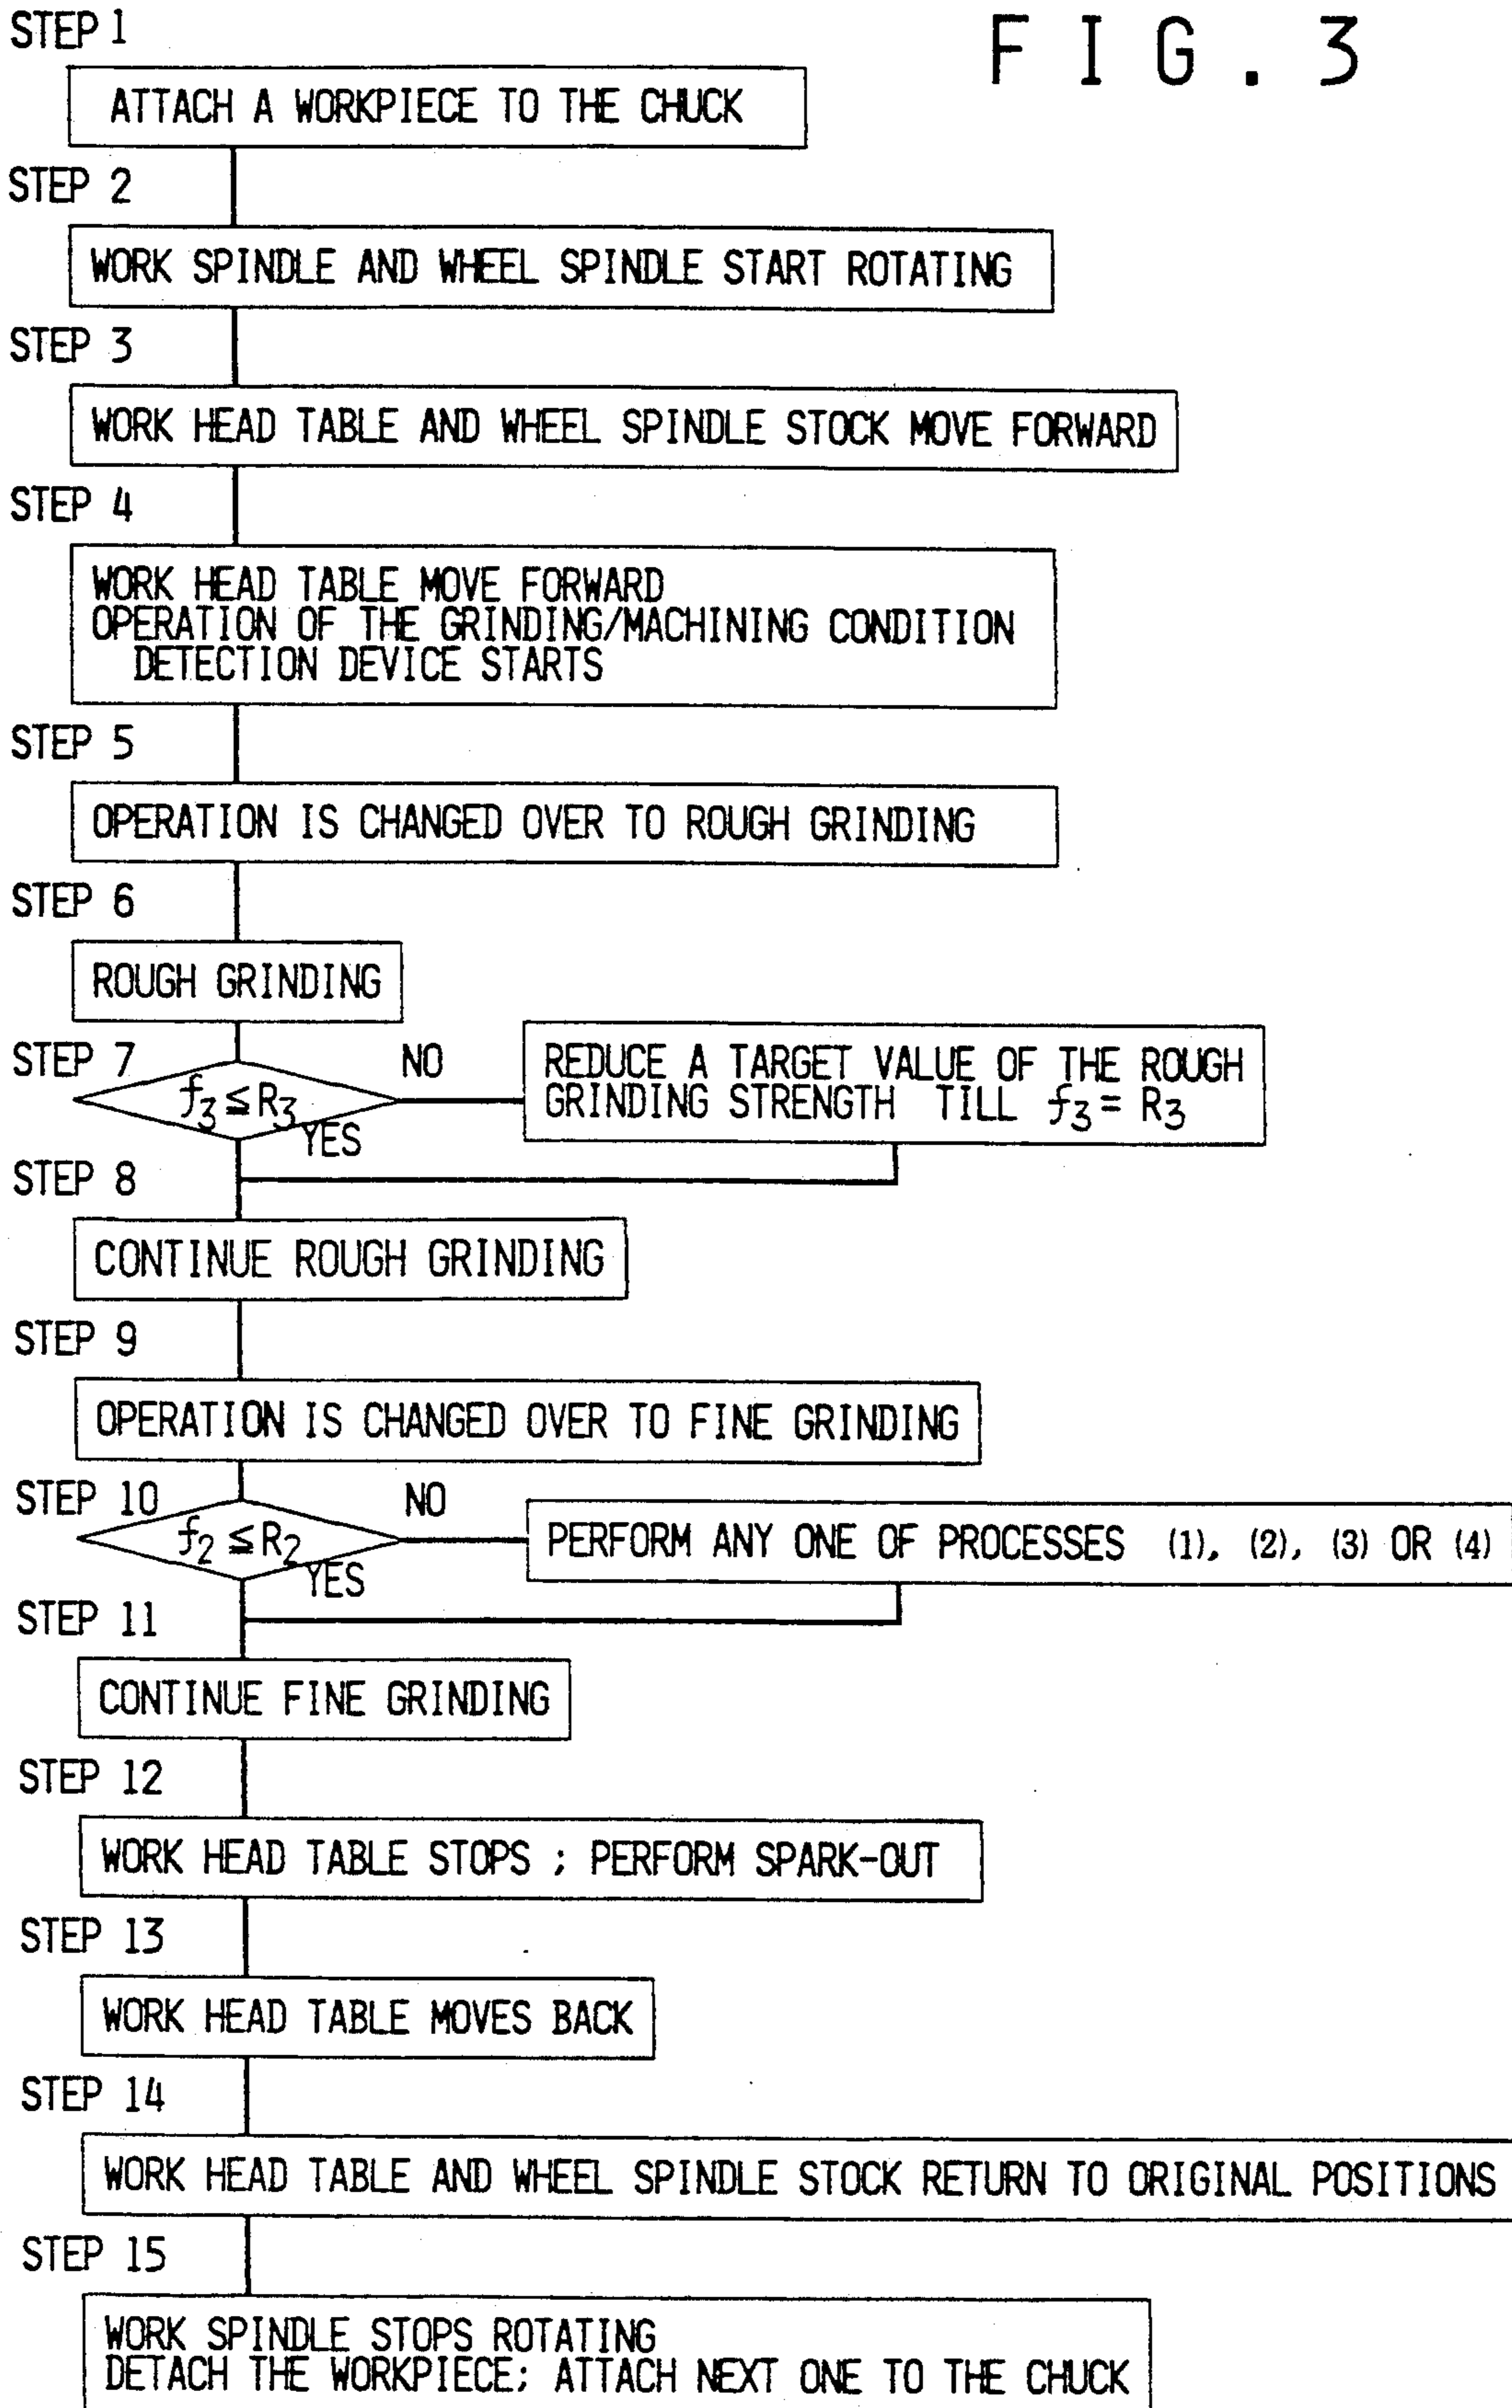 STEP 1
F I G . 3
ATTACH A WORKPIECE TO THE CHUCK
STEP 2
WORK SPINDLE AND WHEEL SPINDLE START ROTATING
STEP 3
WORK HEAD TABLE AND WHEEL SPINDLE STOCK MOVE FORWARD
STEP 4
WORK HEAD TABLE MOVE FORWARD
OPERATION OF THE GRINDING/MACHINING CONDITION
DETECTION DEVICE STARTS
STEP 5
OPERATION IS CHANGED OVER TO ROUGH GRINDING
STEP 6
ROUGH GRINDING
STEP 7
f3 ≦ R3
NO
YES
REDUCE A TARGET VALUE OF THE ROUGH
GRINDING STRENGTH TILL f3 = R3
STEP 8
CONTINUE ROUGH GRINDING
STEP 9
OPERATION IS CHANGED OVER TO FINE GRINDING
STEP 10
f2 ≦ R2
NO
YES
PERFORM ANY ONE OF PROCESSES (1), (2), (3) OR (4)
STEP 11
CONTINUE FINE GRINDING
STEP 12
WORK HEAD TABLE STOPS ; PERFORM SPARK-OUT
STEP 13
WORK HEAD TABLE MOVES BACK
STEP 14
WORK HEAD TABLE AND WHEEL SPINDLE STOCK RETURN TO ORIGINAL POSITIONS
STEP 15
WORK SPINDLE STOPS ROTATING
DETACH THE WORKPIECE; ATTACH NEXT ONE TO THE CHUCK